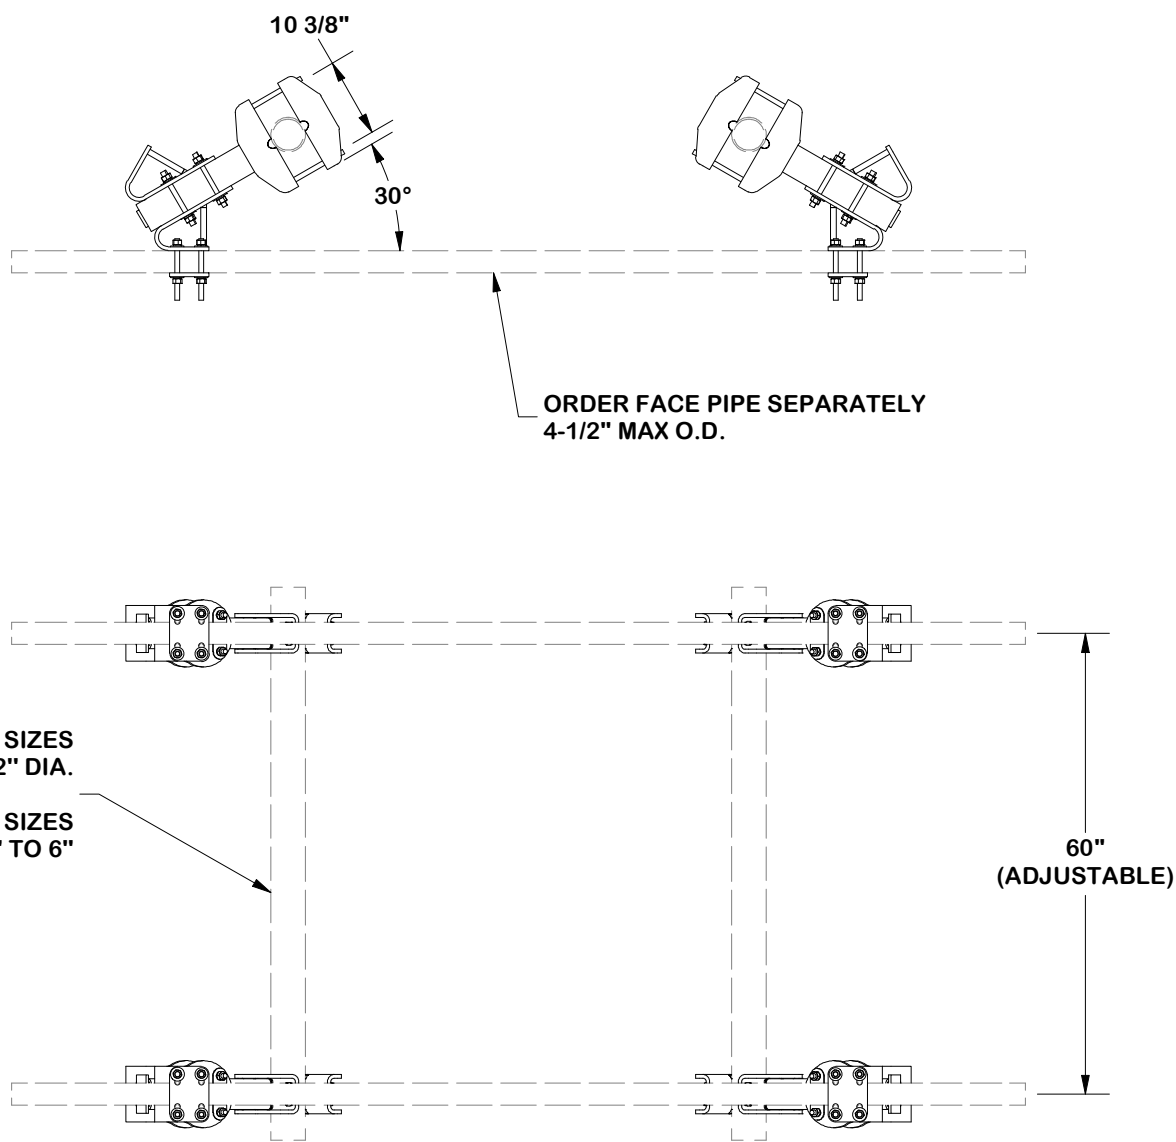 10 3/8"
30°
ORDER FACE PIPE SEPARATELY
4-1/2" MAX O.D.
SIZES
2" DIA.
SIZES
TO 6"
60"
(ADJUSTABLE)